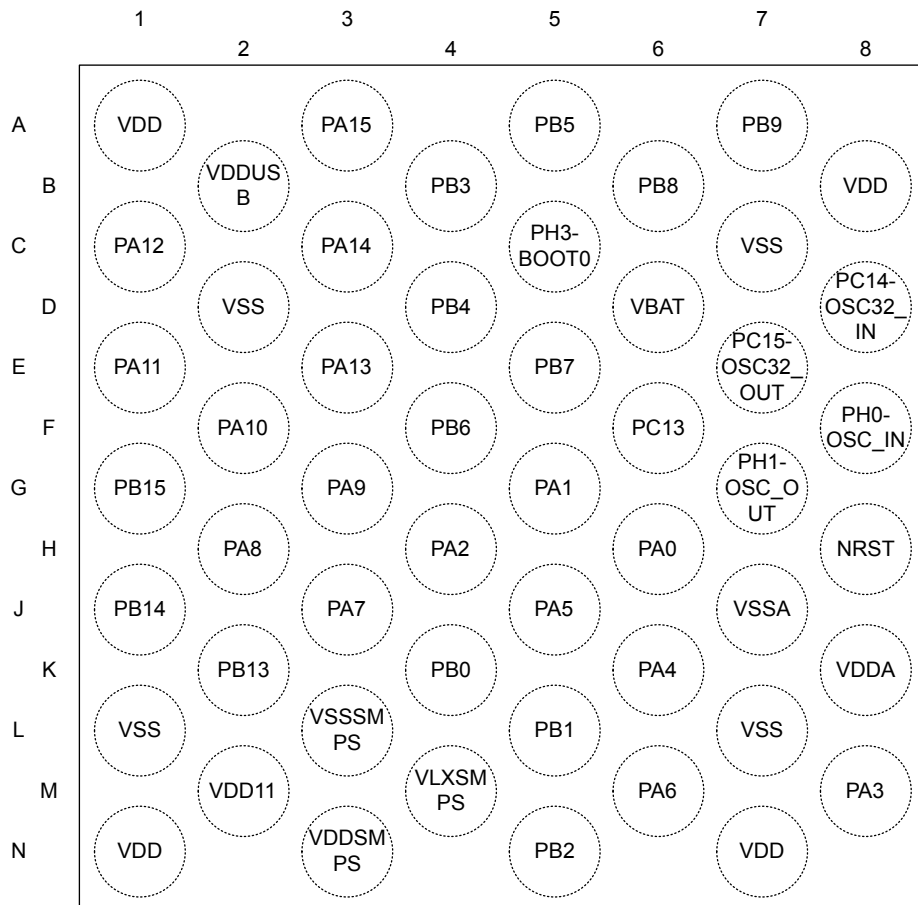 1 3 5 7
2 4 6 8
A VDD PA15 PB5 PB9
B VDDUS
B PB3 PB8 VDD
C PA12 PA14 PH3-
BOOT0 VSS
D VSS PB4 VBAT PC14-
OSC32_
IN
E PA11 PA13 PB7 PC15-
OSC32_
OUT
F PA10 PB6 PC13 PH0-
OSC_IN
G PB15 PA9 PA1 PH1-
OSC_O
UT
H PA8 PA2 PA0 NRST
J PB14 PA7 PA5 VSSA
K PB13 PB0 PA4 VDDA
L VSS VSSSM
PS PB1 VSS
M VDD11 VLXSM
PS PA6 PA3
N VDD VDDSM
PS PB2 VDD